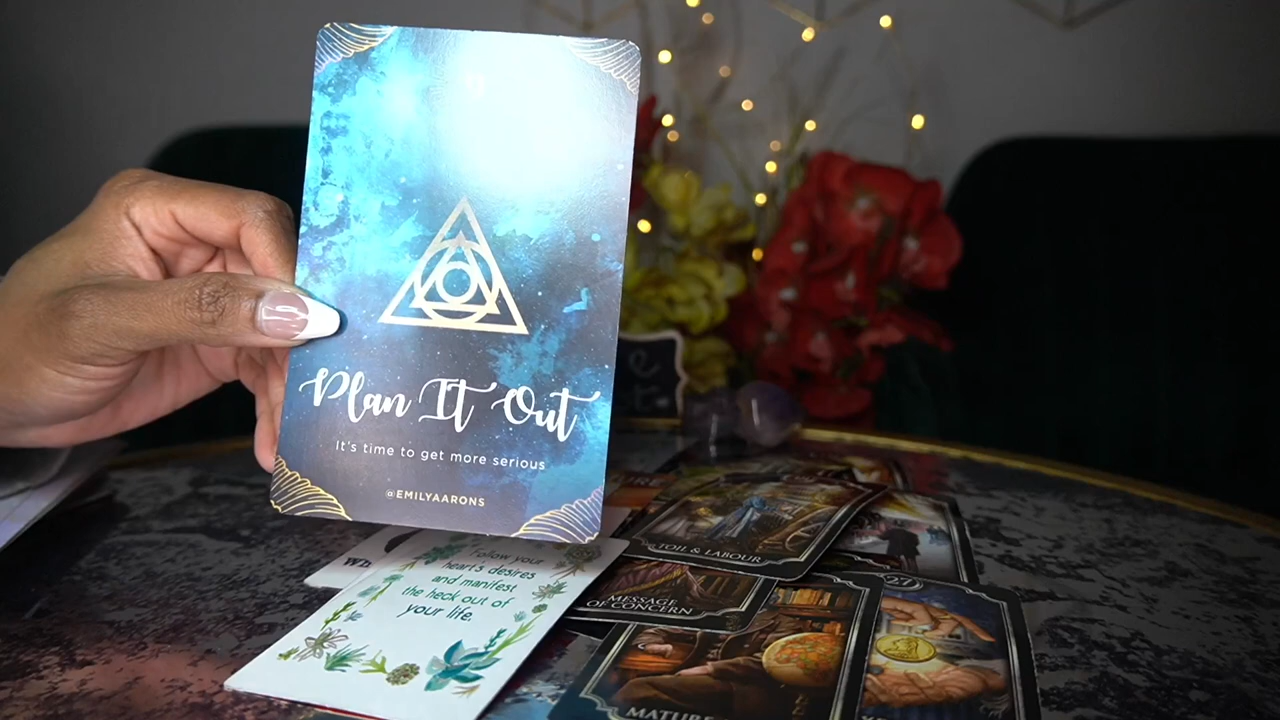 Plan It Out
It's time to get more serious
@EMILYAARONS
Follow your
heart's desires
and manifest
the heck out of
your life.
TOIL & LABOUR
MESSAGE
OF CONCERN
27